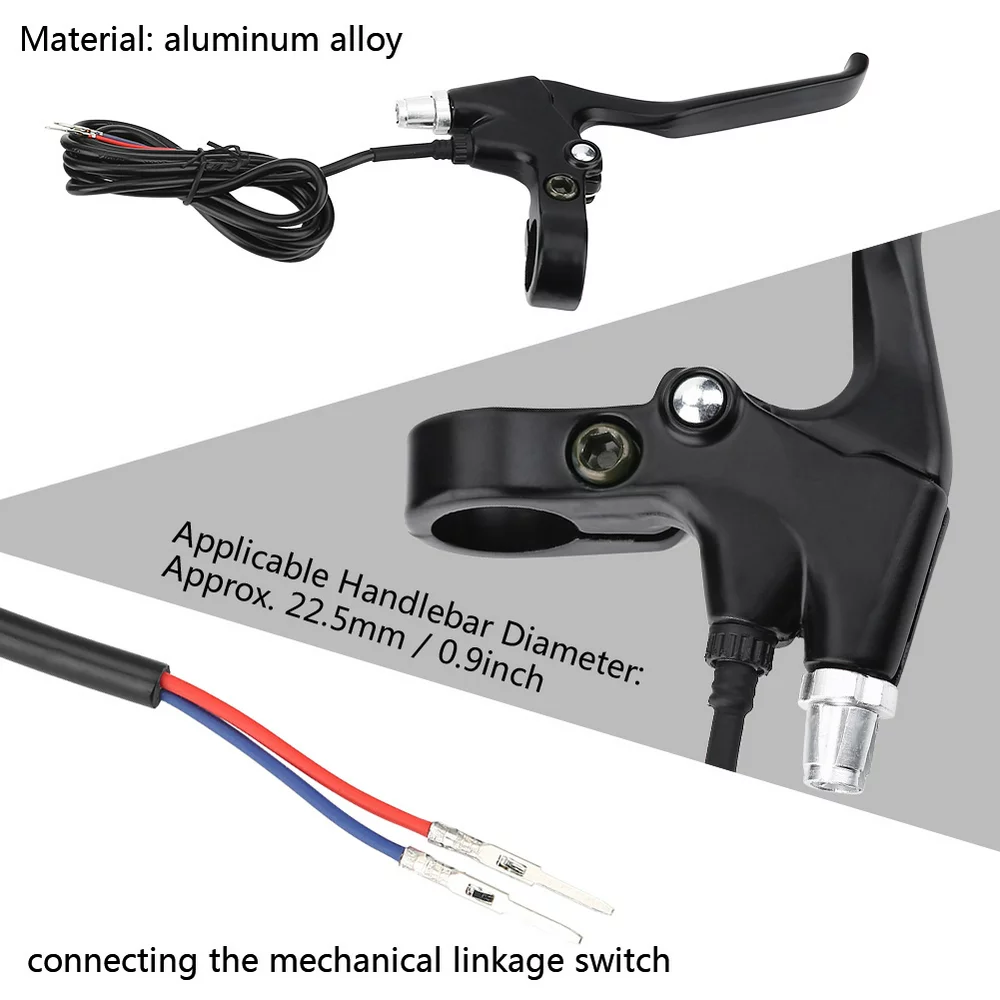 Material: aluminum alloy
Applicable Handlebar Diameter:
Approx. 22.5mm / 0.9inch
connecting the mechanical linkage switch